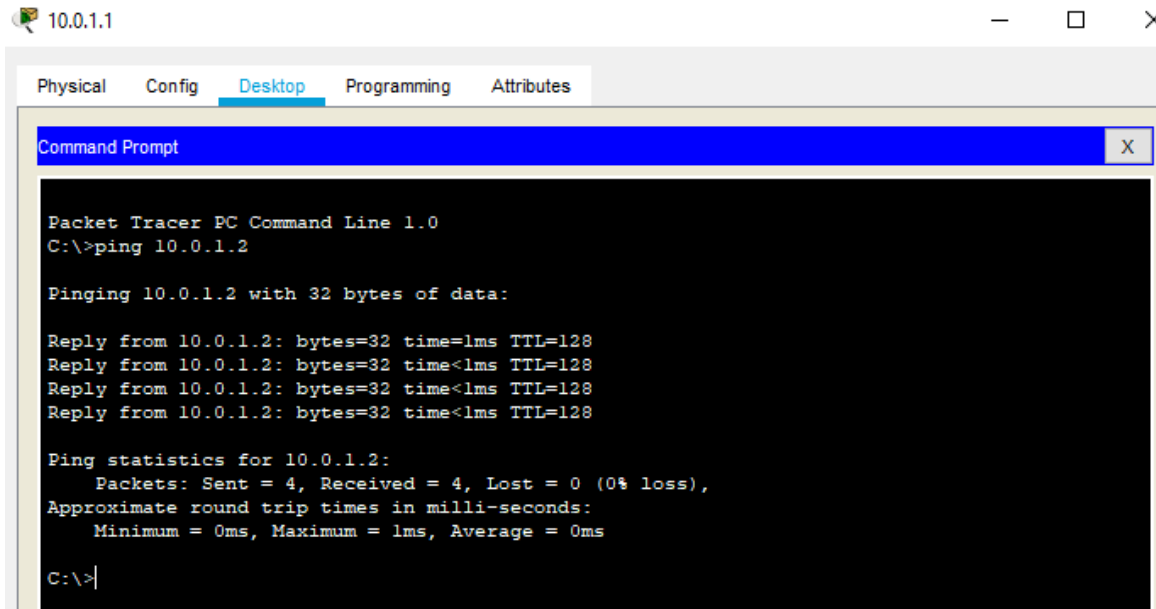 10.0.1.1
Physical Config Desktop Programming Attributes
Command Prompt X
Packet Tracer PC Command Line 1.0
C:\>ping 10.0.1.2
Pinging 10.0.1.2 with 32 bytes of data:
Reply from 10.0.1.2: bytes=32 time=1ms TTL=128
Reply from 10.0.1.2: bytes=32 time<1ms TTL=128
Reply from 10.0.1.2: bytes=32 time<1ms TTL=128
Reply from 10.0.1.2: bytes=32 time<1ms TTL=128
Ping statistics for 10.0.1.2:
Packets: Sent = 4, Received = 4, Lost = 0 (0% loss),
Approximate round trip times in milli-seconds:
Minimum = 0ms, Maximum = 1ms, Average = 0ms
C:\>